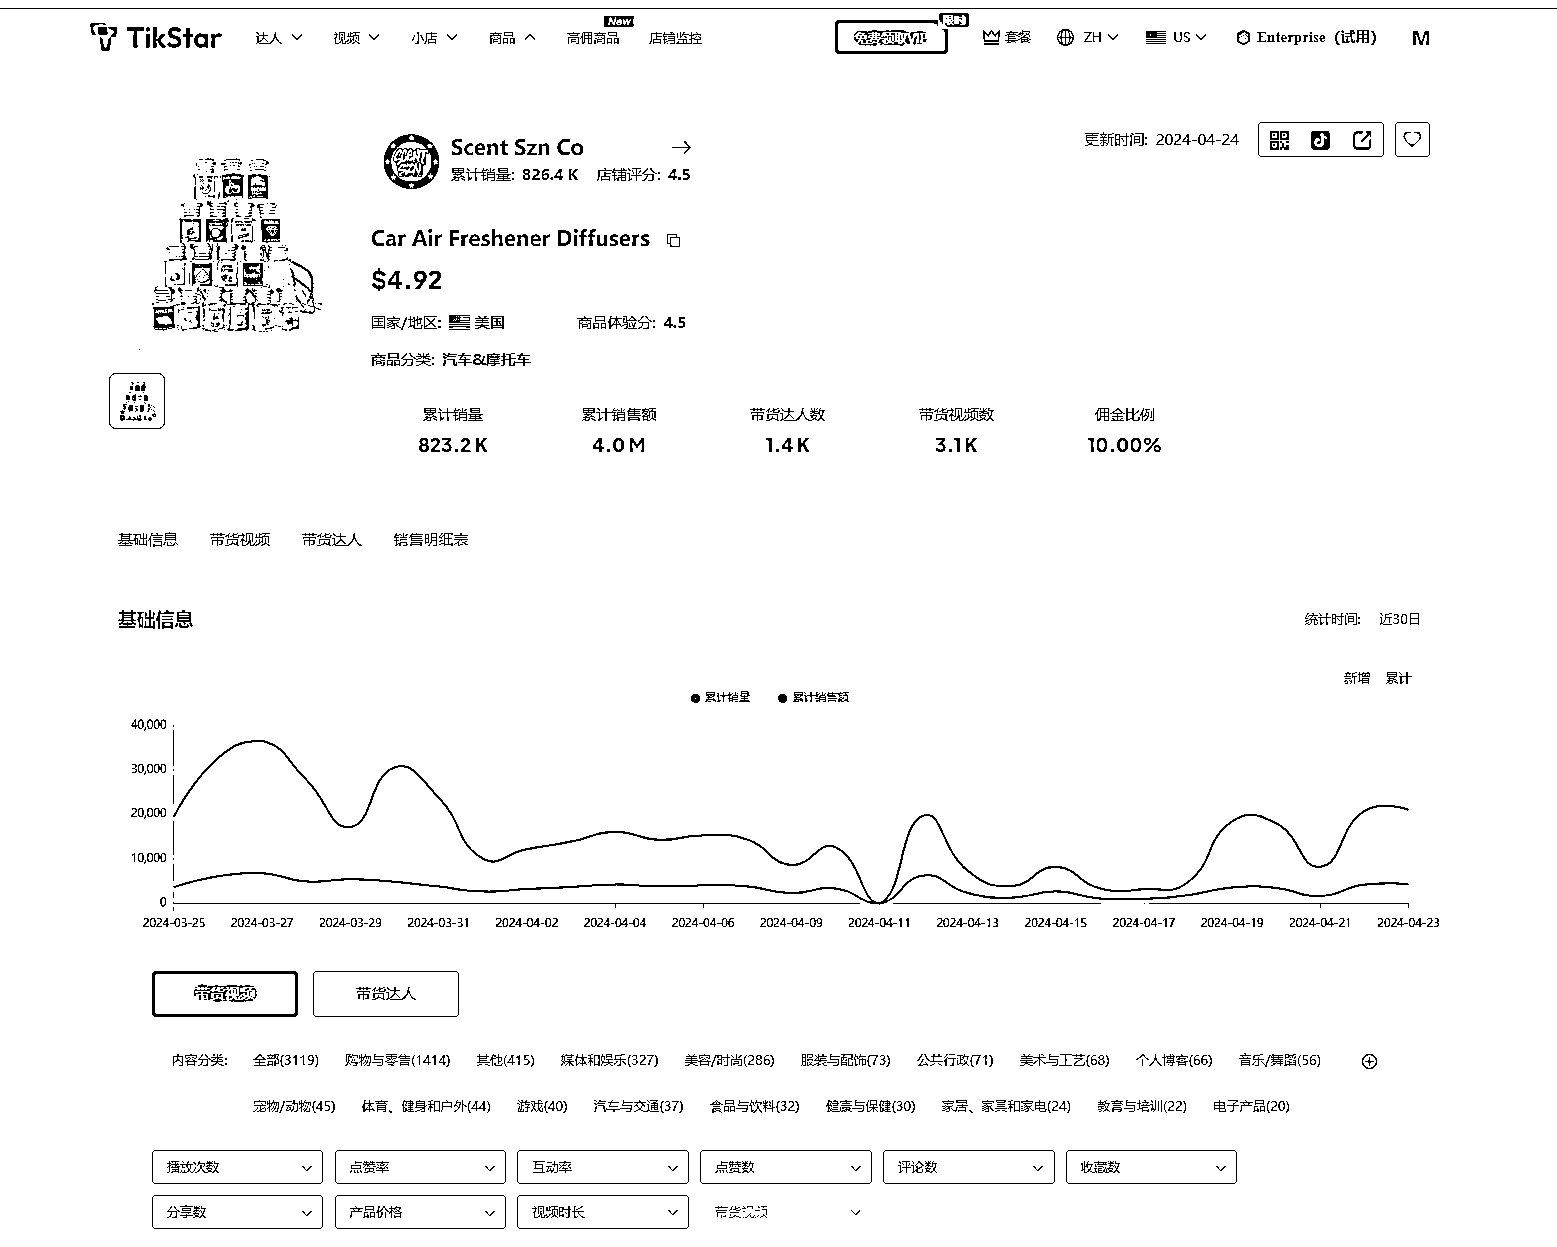 TikStar 达人 视频 小店 商品 高佣商品 New 店铺监控 免费领取VIP 限时 套餐 ZH US Enterprise (试用) M
Scent Szn Co
累计销量: 826.4 K 店铺评分: 4.5
更新时间: 2024-04-24
Car Air Freshener Diffusers
$4.92
国家/地区: 美国 商品体验分: 4.5
商品分类: 汽车&摩托车
累计销量 累计销售额 带货达人数 带货视频数 佣金比例
823.2 K 4.0 M 1.4 K 3.1 K 10.00%
基础信息 带货视频 带货达人 销售明细表
基础信息
统计时间: 近30日
新增 累计
累计销量 累计销售额
40,000
30,000
20,000
10,000
0
2024-03-25 2024-03-27 2024-03-29 2024-03-31 2024-04-02 2024-04-04 2024-04-06 2024-04-09 2024-04-11 2024-04-13 2024-04-15 2024-04-17 2024-04-19 2024-04-21 2024-04-23
带货视频 带货达人
内容分类: 全部(3119) 购物与零售(1414) 其他(415) 媒体和娱乐(327) 美容/时尚(286) 服装与配饰(73) 公共行政(71) 美术与工艺(68) 个人博客(66) 音乐/舞蹈(56)
宠物/动物(45) 体育、健身和户外(44) 游戏(40) 汽车与交通(37) 食品与饮料(32) 健康与保健(30) 家居、家具和家电(24) 教育与培训(22) 电子产品(20)
播放次数 点赞率 互动率 点赞数 评论数 收藏数
分享数 产品价格 视频时长 带货视频